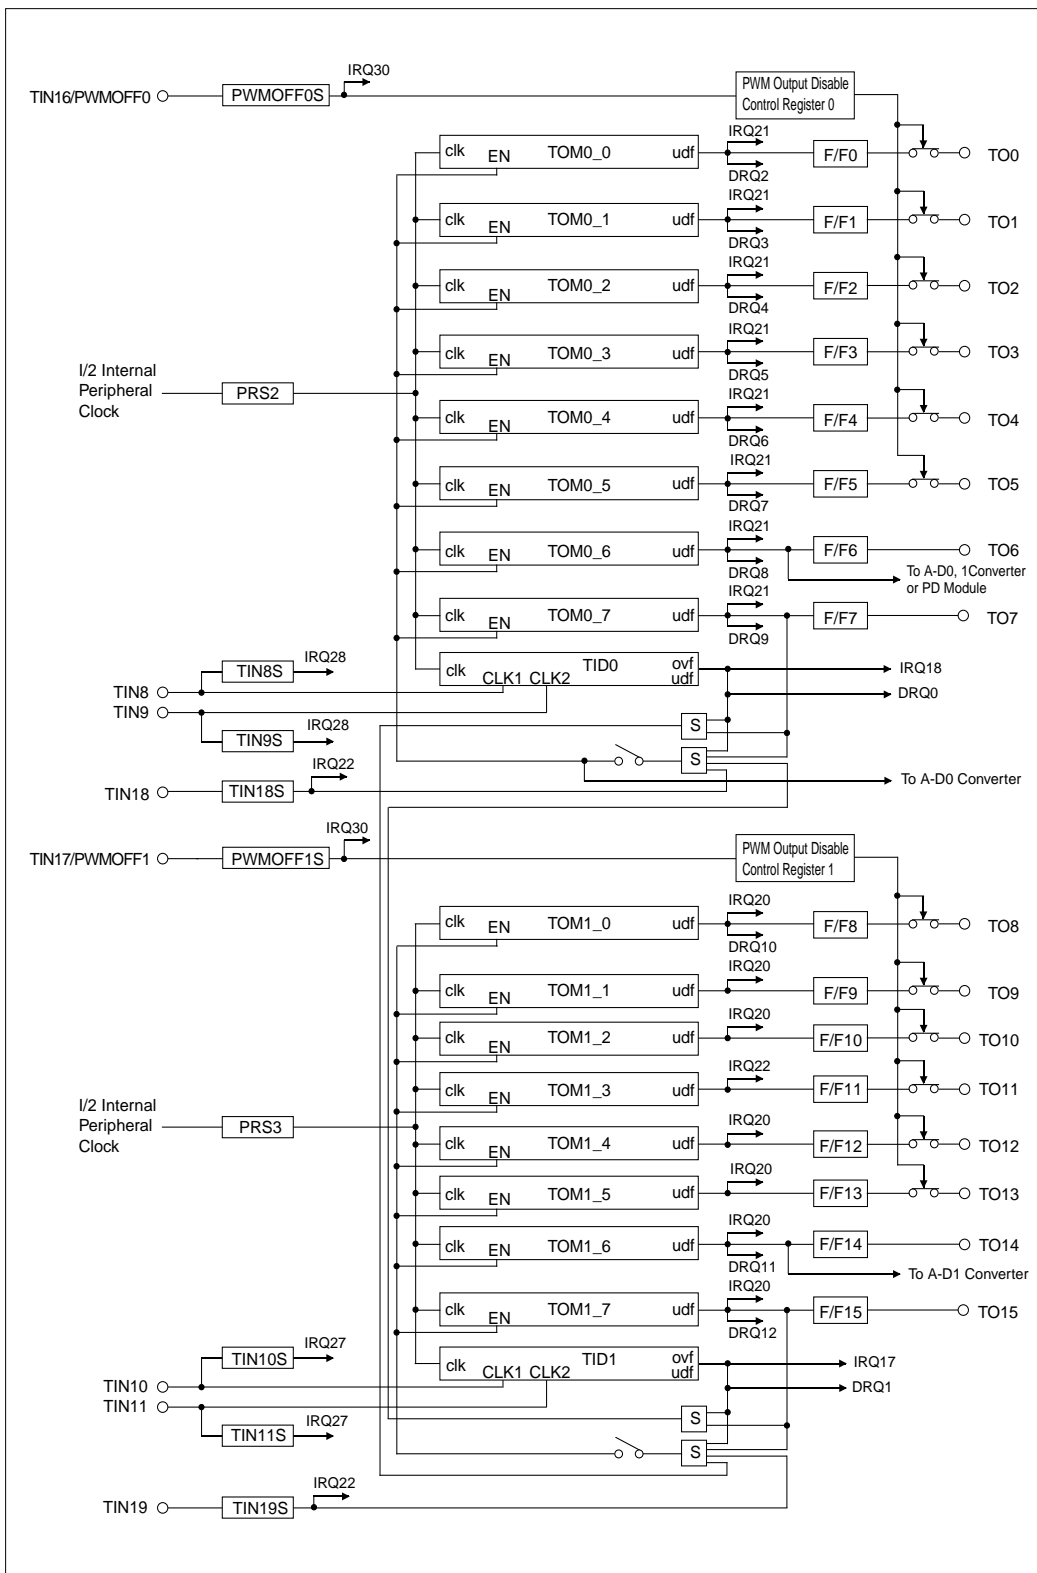 IRQ30
TIN16/PWMOFF0 PWMOFF0S PWM Output Disable
Control Register 0
IRQ21
clk EN TOM0_0 udf F/F0 TO0
DRQ2
IRQ21
clk EN TOM0_1 udf F/F1 TO1
DRQ3
IRQ21
clk EN TOM0_2 udf F/F2 TO2
DRQ4
IRQ21
clk EN TOM0_3 udf F/F3 TO3
DRQ5
I/2 Internal
Peripheral
Clock
PRS2
IRQ21
clk EN TOM0_4 udf F/F4 TO4
DRQ6
IRQ21
clk EN TOM0_5 udf F/F5 TO5
DRQ7
IRQ21
clk EN TOM0_6 udf F/F6 TO6
DRQ8
To A-D0, 1Converter
or PD Module
IRQ21
clk EN TOM0_7 udf F/F7 TO7
DRQ9
clk CLK1 CLK2 TID0 ovf
udf
IRQ18
DRQ0
TIN8S IRQ28
TIN8
TIN9
TIN9S IRQ28
S
S
To A-D0 Converter
IRQ22
TIN18 TIN18S
IRQ30
TIN17/PWMOFF1 PWMOFF1S PWM Output Disable
Control Register 1
IRQ20
clk EN TOM1_0 udf F/F8 TO8
DRQ10
IRQ20
clk EN TOM1_1 udf F/F9 TO9
IRQ20
clk EN TOM1_2 udf F/F10 TO10
IRQ22
clk EN TOM1_3 udf F/F11 TO11
I/2 Internal
Peripheral
Clock
PRS3
IRQ20
clk EN TOM1_4 udf F/F12 TO12
IRQ20
clk EN TOM1_5 udf F/F13 TO13
IRQ20
clk EN TOM1_6 udf F/F14 TO14
DRQ11
To A-D1 Converter
IRQ20
clk EN TOM1_7 udf F/F15 TO15
DRQ12
clk CLK1 CLK2 TID1 ovf
udf
IRQ17
DRQ1
TIN10S IRQ27
TIN10
TIN11
TIN11S IRQ27
S
S
IRQ22
TIN19 TIN19S